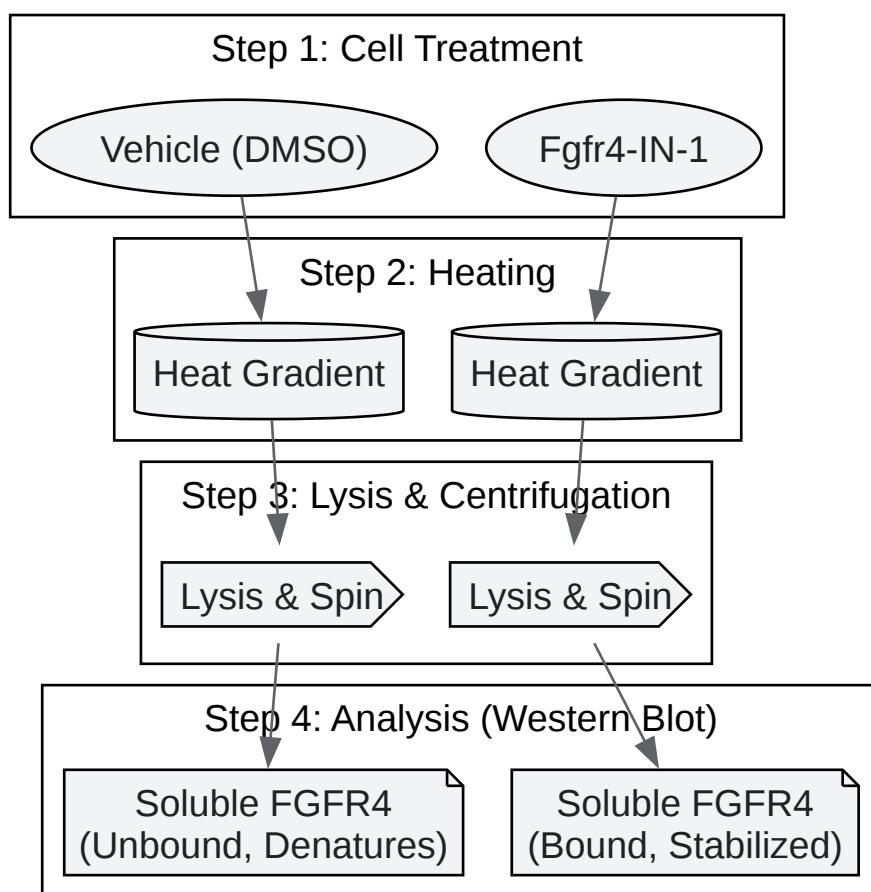 Step 1: Cell Treatment
Vehicle (DMSO)
Fgfr4-IN-1
Step 2: Heating
Heat Gradient
Heat Gradient
Step 3: Lysis & Centrifugation
Lysis & Spin
Lysis & Spin
Step 4: Analysis (Western Blot)
Soluble FGFR4
(Unbound, Denatures)
Soluble FGFR4
(Bound, Stabilized)